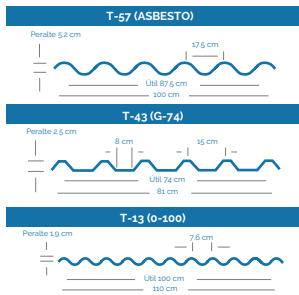 T-57 (ASBESTO)
Peralte 5.2 cm
17.5 cm
Útil 87.5 cm
100 cm
T-43 (G-74)
Peralte 2.5 cm
8 cm
15 cm
Útil 74 cm
81 cm
T-13 (0-100)
Peralte 1.9 cm
7.6 cm
Útil 100 cm
110 cm